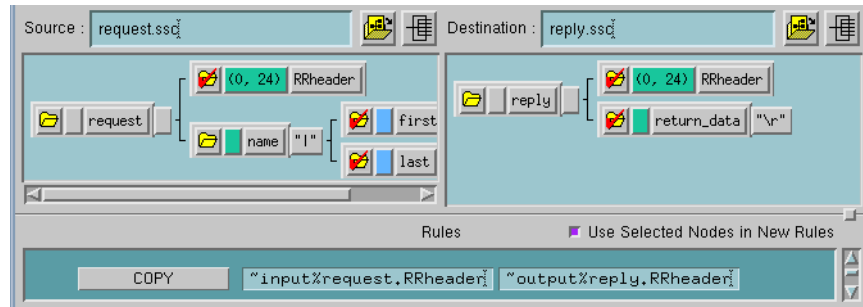 Source : request.ssc
Destination : reply.ssc
(0, 24) RRheader
request
name "|"
first
last
(0, 24) RRheader
reply
return_data "\r"
Rules
Use Selected Nodes in New Rules
COPY
~input%request.RRheader
~output%reply.RRheader